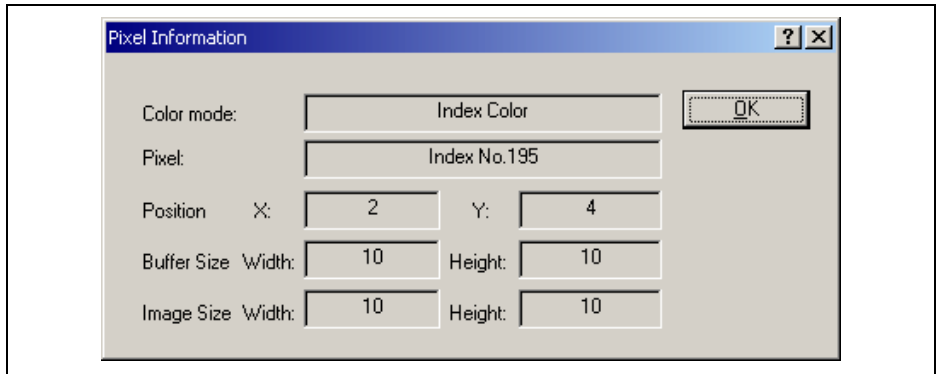 Pixel Information
Color mode: Index Color OK
Pixel: Index No.195
Position X: 2 Y: 4
Buffer Size Width: 10 Height: 10
Image Size Width: 10 Height: 10